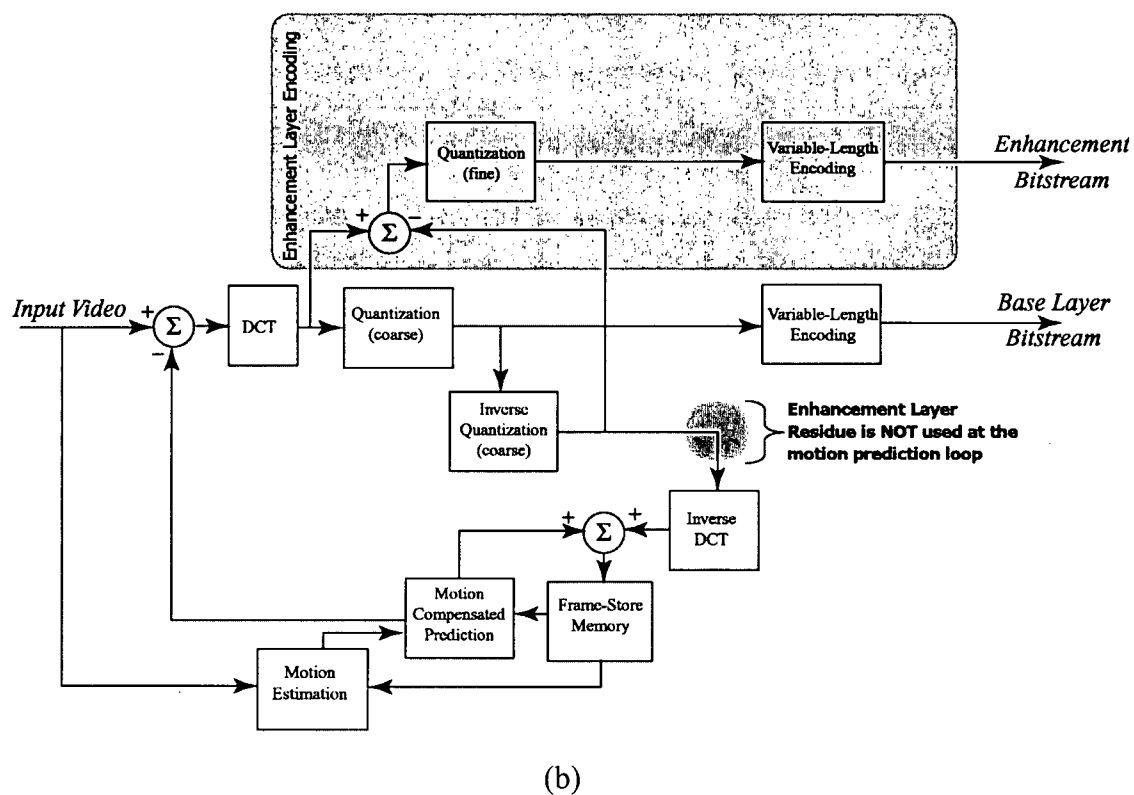 Enhancement Layer Encoding
Quantization
(fine)
Variable-Length
Encoding
Enhancement
Bitstream
+
−
Σ
Input Video
+
Σ
−
DCT
Quantization
(coarse)
Variable-Length
Encoding
Base Layer
Bitstream
Inverse
Quantization
(coarse)
Enhancement Layer
Residue is NOT used at the
motion prediction loop
+
Σ
+
Inverse
DCT
Motion
Compensated
Prediction
Frame-Store
Memory
Motion
Estimation
(b)